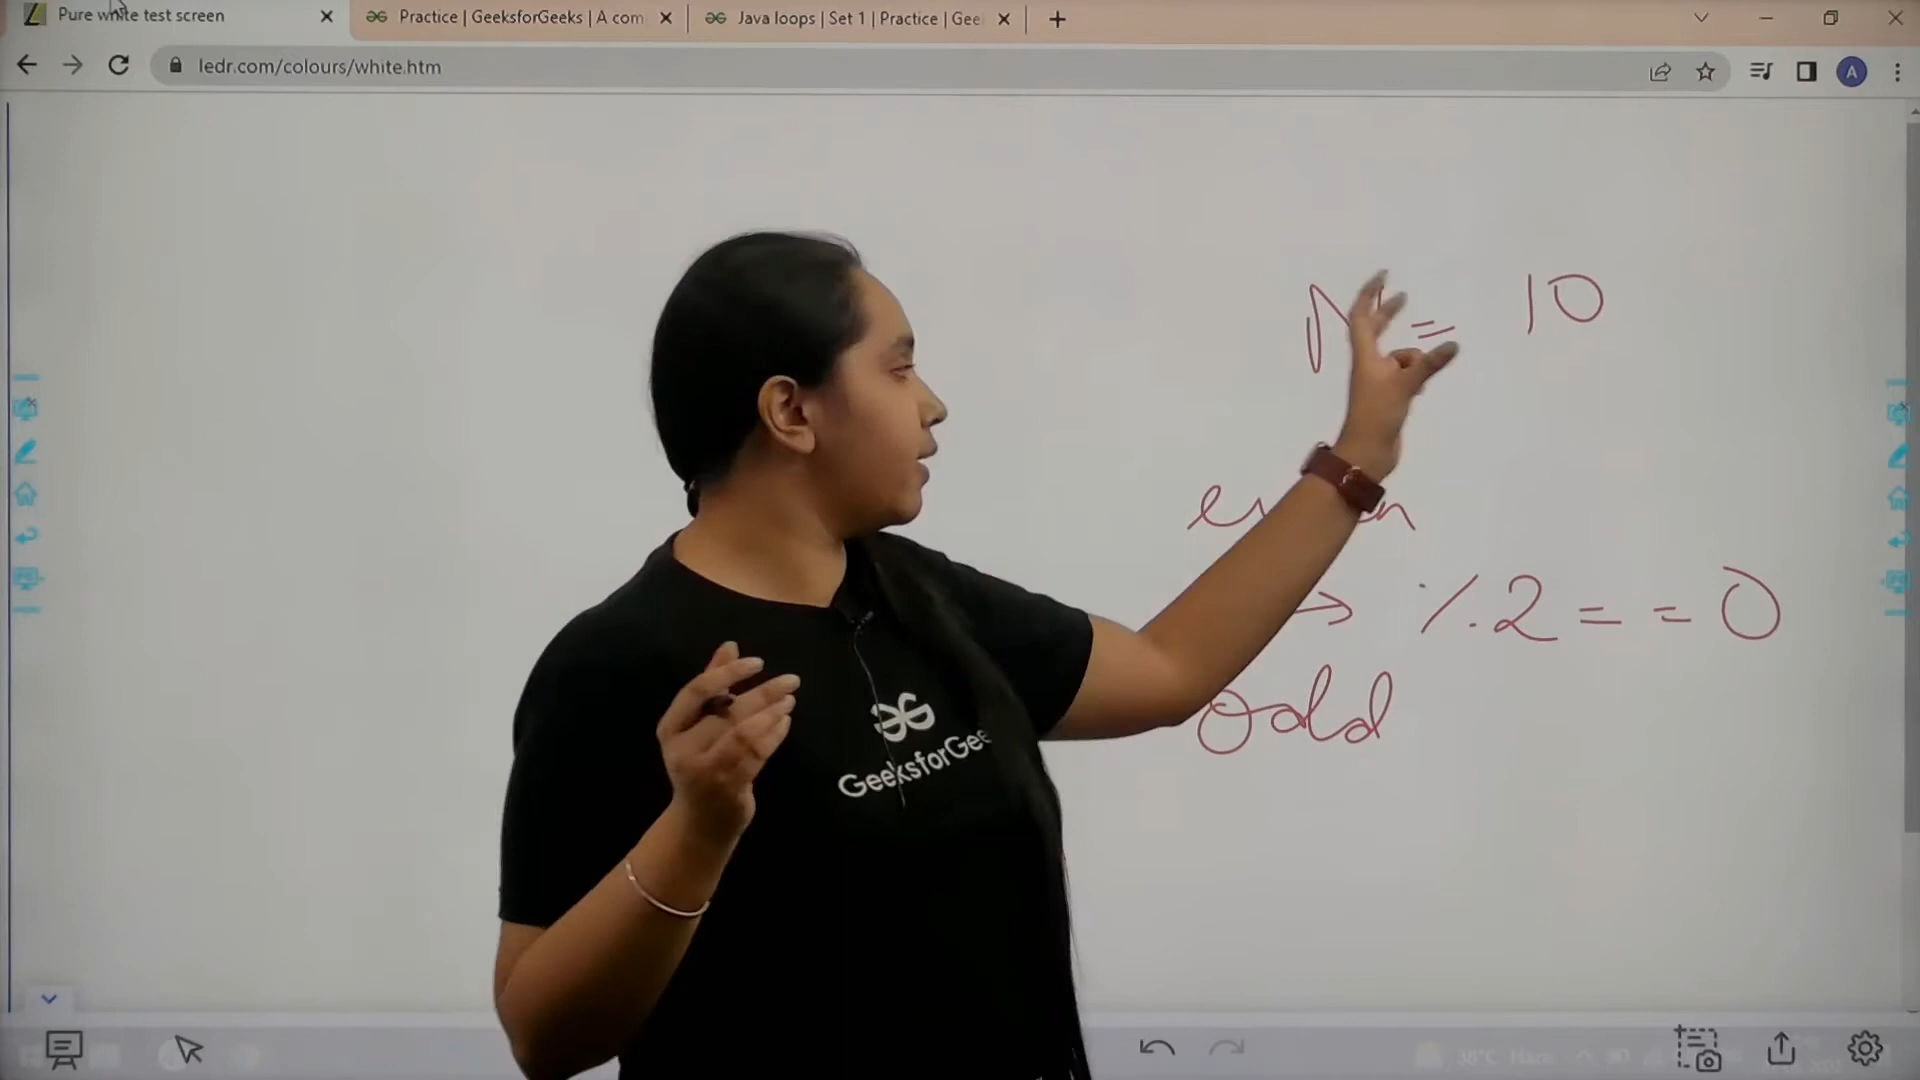 Pure white test screen
Practice | GeeksforGeeks | A com
Java loops | Set 1 | Practice | Gee
ledr.com/colours/white.htm
A
N = 10
% 2 = = 0
odd
GeeksforGee
38°C